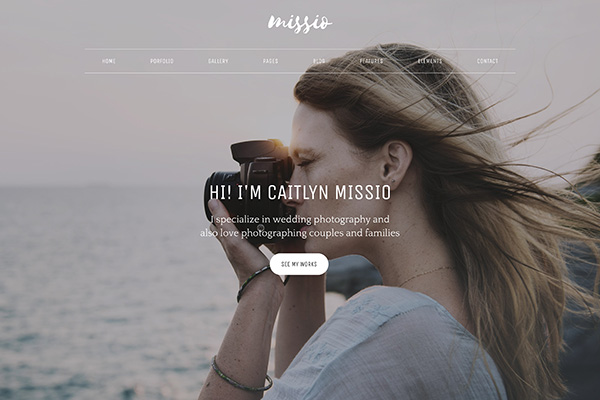 missio
HOME PORFOLIO GALLERY PAGES BLOG FEATURES ELEMENTS CONTACT
HI! I'M CAITLYN MISSIO
I specialize in wedding photography and
also love photographing couples and families
SEE MY WORKS